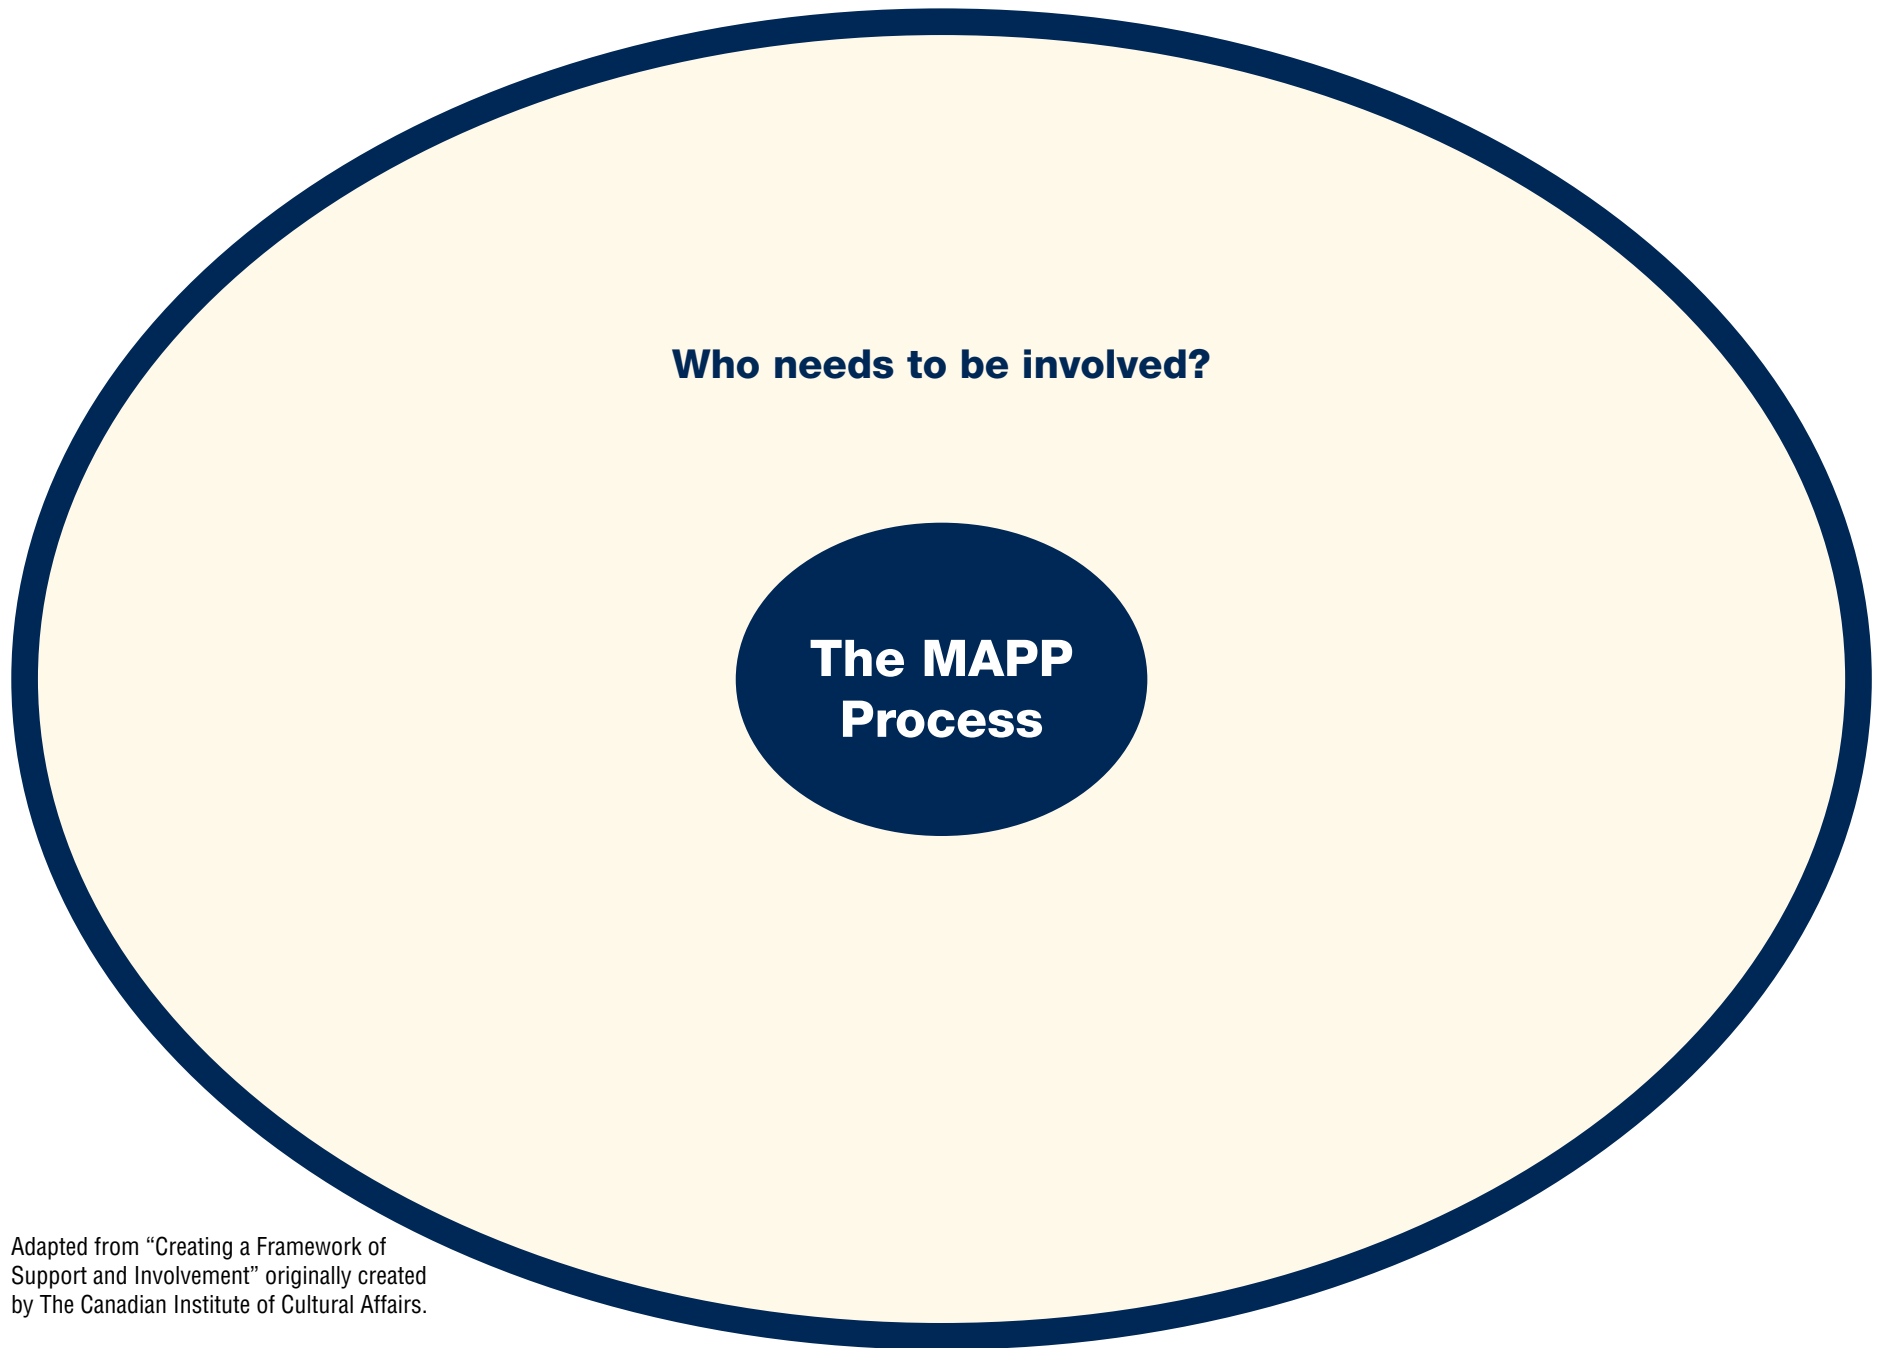 Who needs to be involved?
The MAPP
Process
Adapted from “Creating a Framework of
Support and Involvement” originally created
by The Canadian Institute of Cultural Affairs.